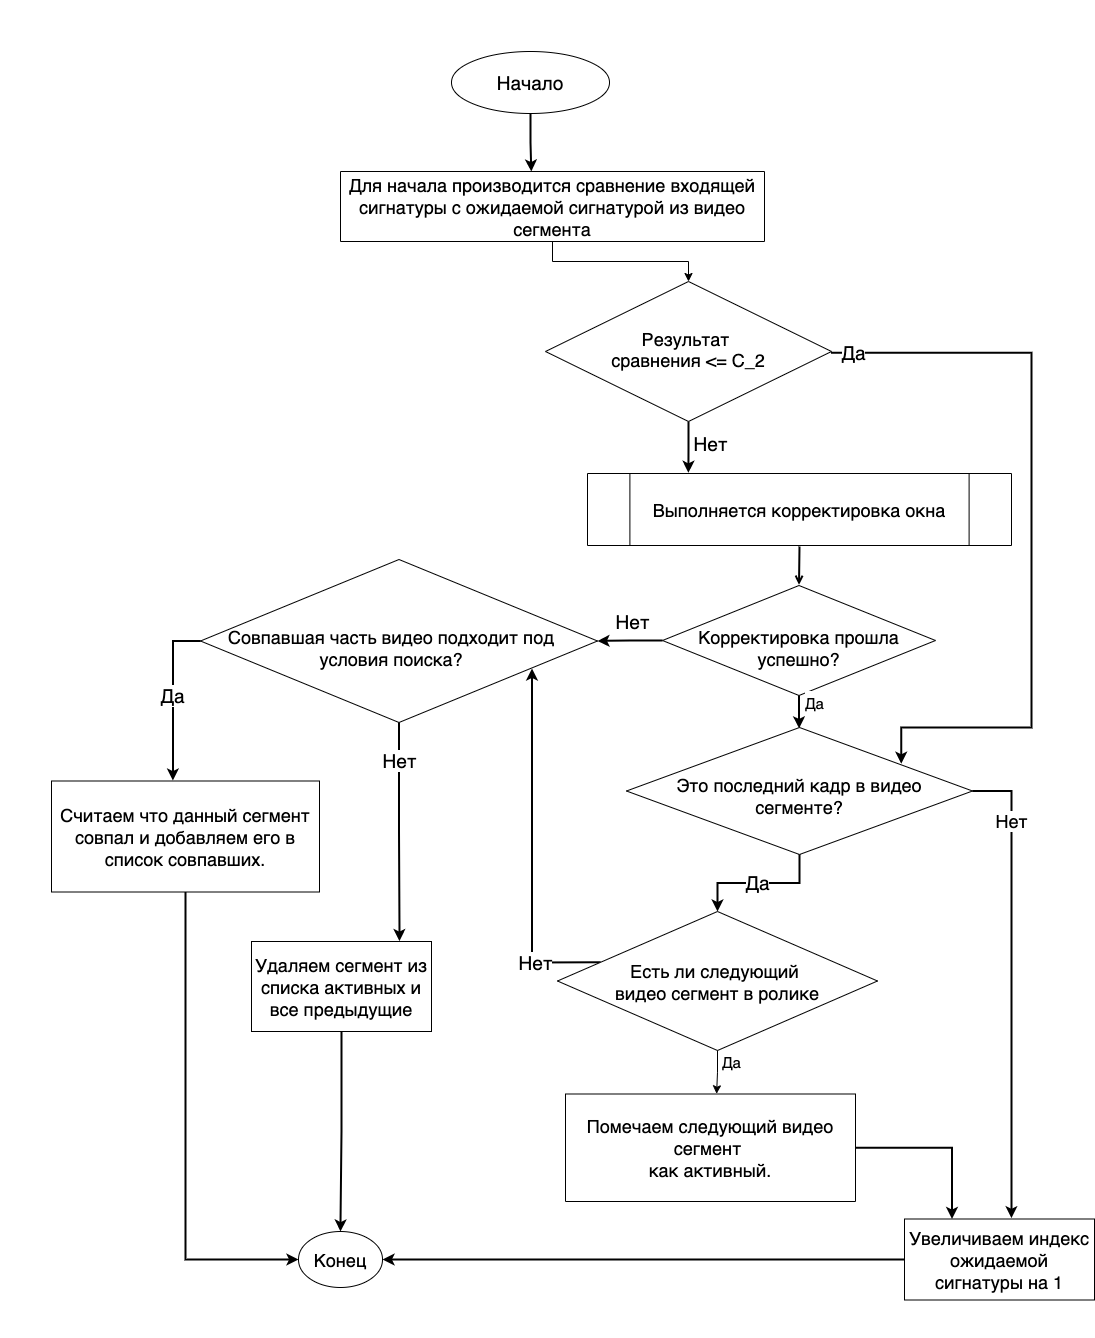 Начало
Для начала производится сравнение входящей
сигнатуры с ожидаемой сигнатурой из видео
сегмента
Результат
сравнения <= C_2
Да
Нет
Выполняется корректировка окна
Корректировка прошла
успешно?
Нет
Да
Совпавшая часть видео подходит под
условия поиска?
Да
Нет
Считаем что данный сегмент
совпал и добавляем его в
список совпавших.
Это последний кадр в видео
сегменте?
Нет
Да
Есть ли следующий
видео сегмент в ролике
Нет
Да
Удаляем сегмент из
списка активных и
все предыдущие
Помечаем следующий видео
сегмент
как активный.
Увеличиваем индекс
ожидаемой
сигнатуры на 1
Конец